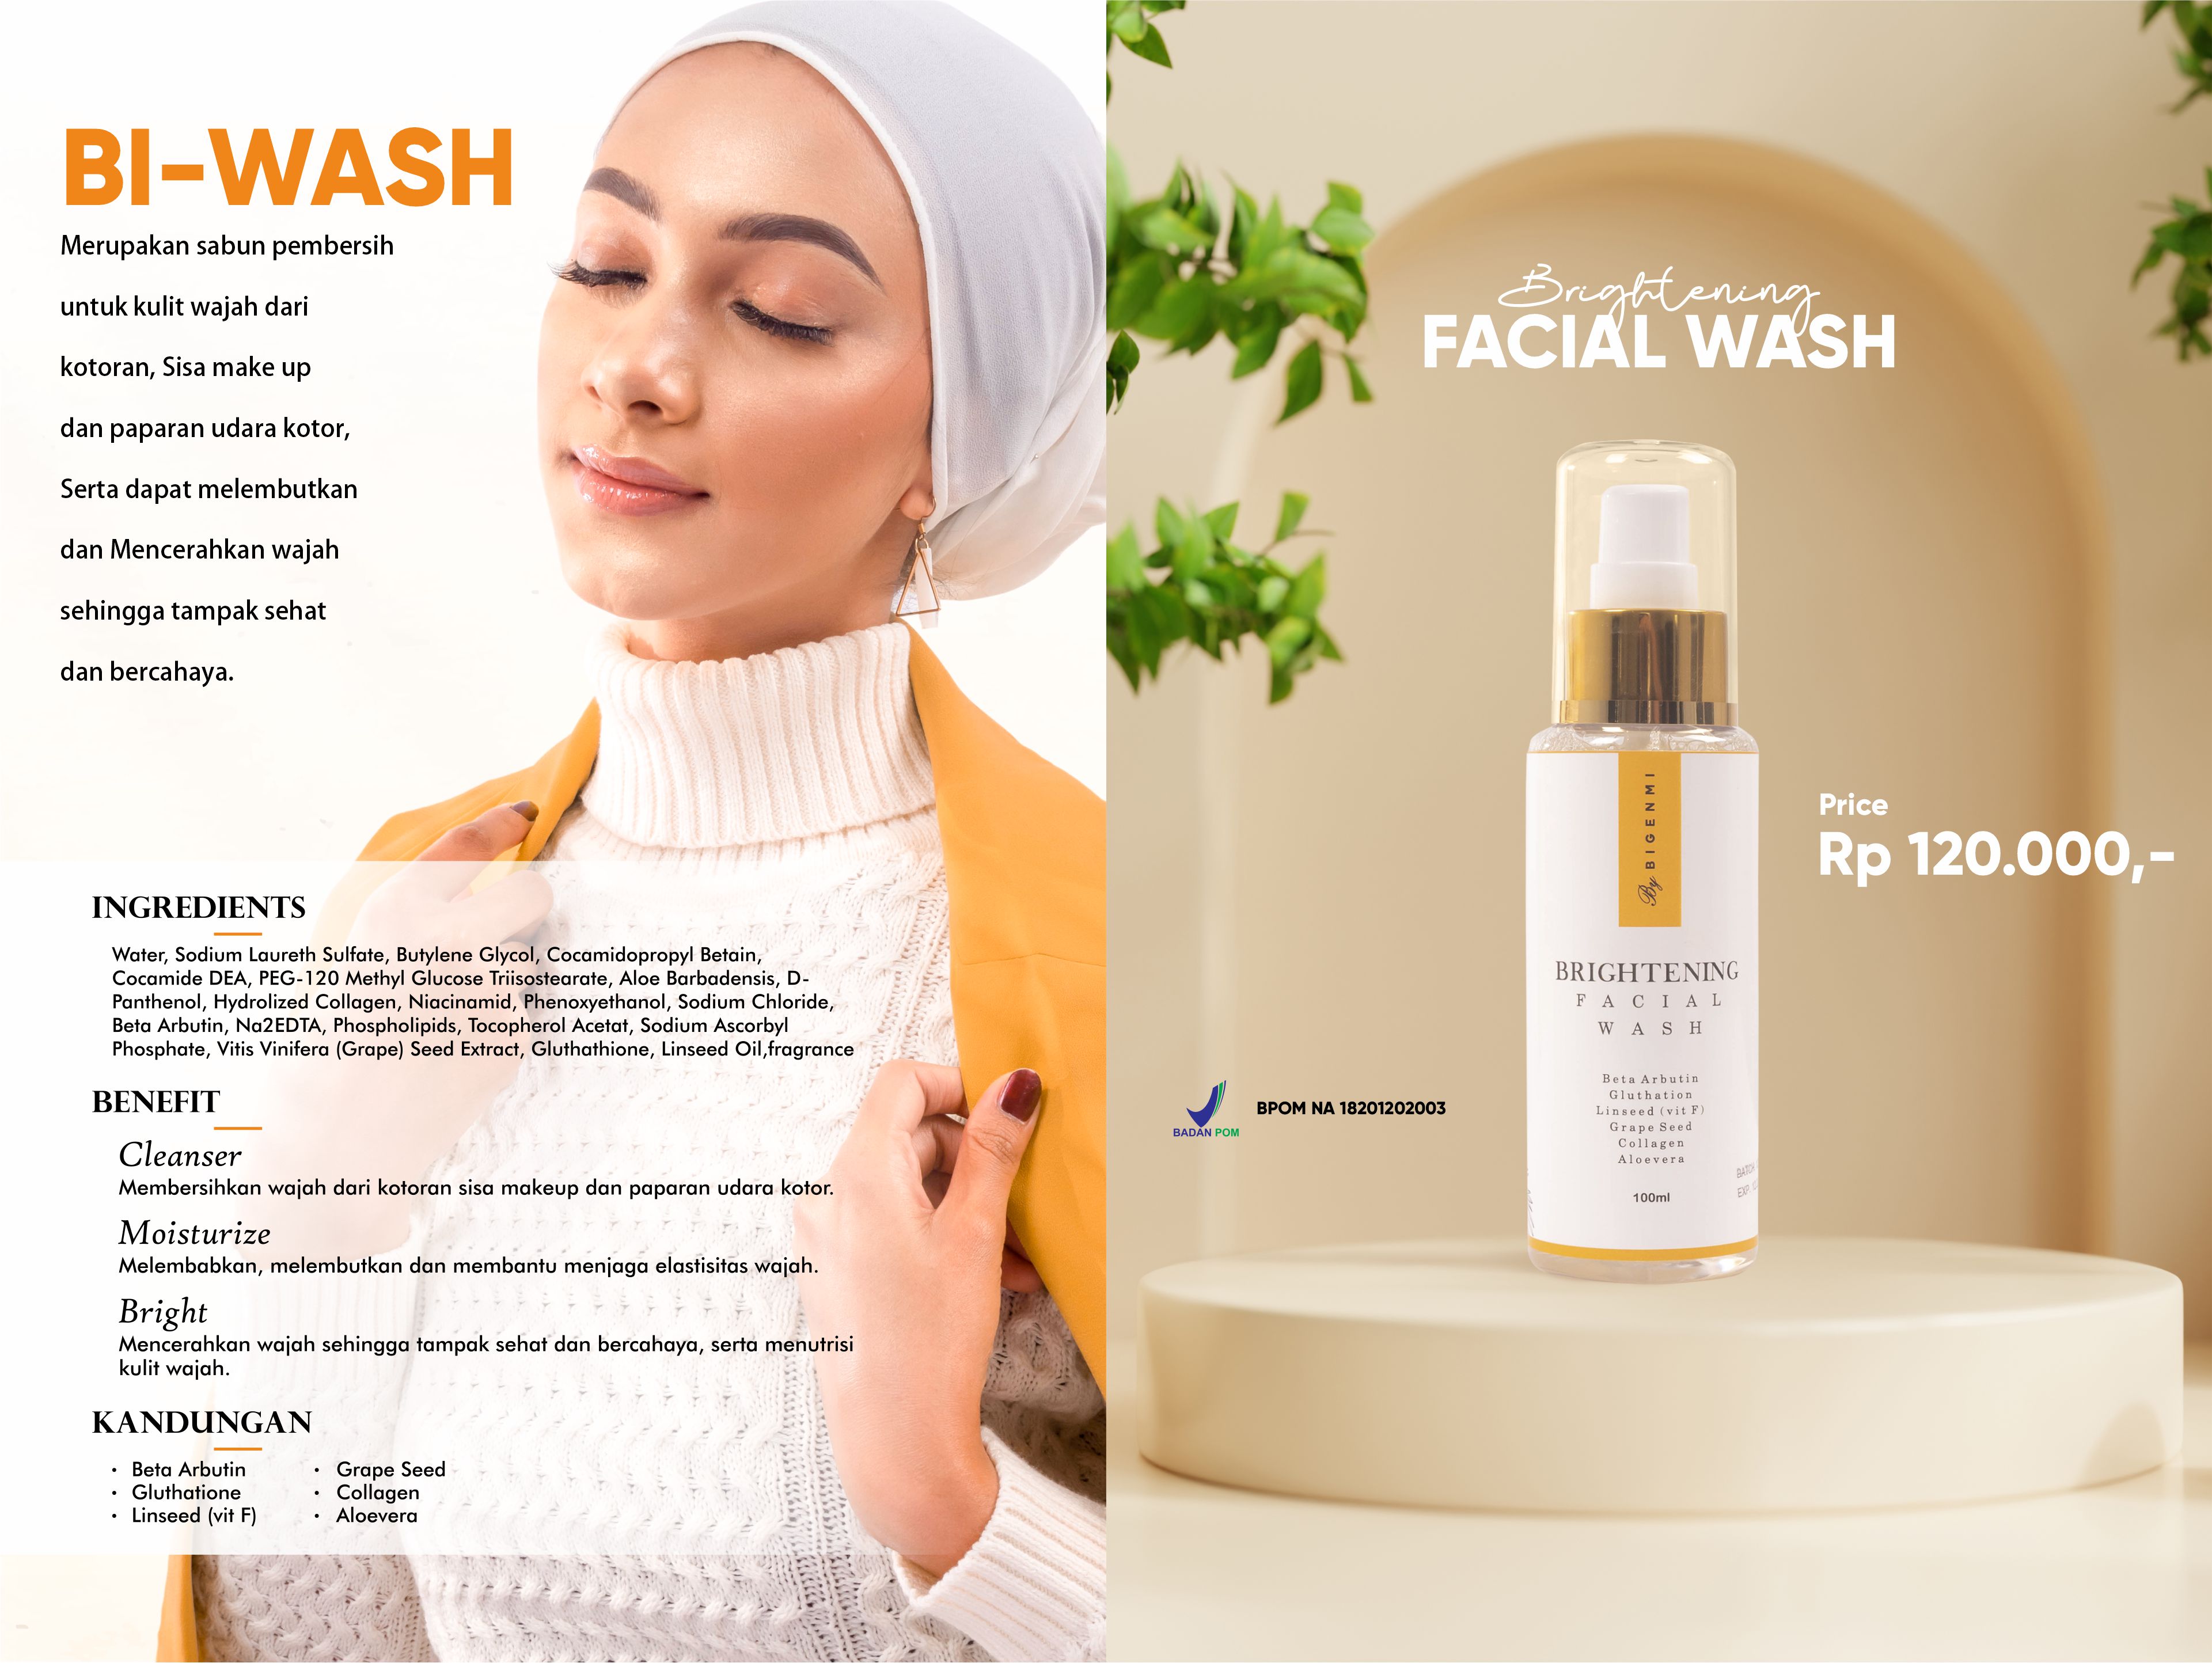 BI-WASH
Merupakan sabun pembersih
untuk kulit wajah dari
kotoran, Sisa make up
dan paparan udara kotor,
Serta dapat melembutkan
dan Mencerahkan wajah
sehingga tampak sehat
dan bercahaya.
INGREDIENTS
Water, Sodium Laureth Sulfate, Butylene Glycol, Cocamidopropyl Betain,
Cocamide DEA, PEG-120 Methyl Glucose Triisostearate, Aloe Barbadensis, D-
Panthenol, Hydrolized Collagen, Niacinamid, Phenoxyethanol, Sodium Chloride,
Beta Arbutin, Na2EDTA, Phospholipids, Tocopherol Acetat, Sodium Ascorbyl
Phosphate, Vitis Vinifera (Grape) Seed Extract, Gluthathione, Linseed Oil,fragrance
BENEFIT
Cleanser
Membersihkan wajah dari kotoran sisa makeup dan paparan udara kotor.
Moisturize
Melembabkan, melembutkan dan membantu menjaga elastisitas wajah.
Bright
Mencerahkan wajah sehingga tampak sehat dan bercahaya, serta menutrisi
kulit wajah.
KANDUNGAN
• Beta Arbutin
• Gluthatione
• Linseed (vit F)
• Grape Seed
• Collagen
• Aloevera
Brightening
FACIAL WASH
By BIGENMI
BRIGHTENING
FACIAL
WASH
Beta Arbutin
Gluthation
Linseed (vit F)
Grape Seed
Collagen
Aloevera
100ml
BATCH
EXP.
Price
Rp 120.000,-
BADAN POM
BPOM NA 18201202003